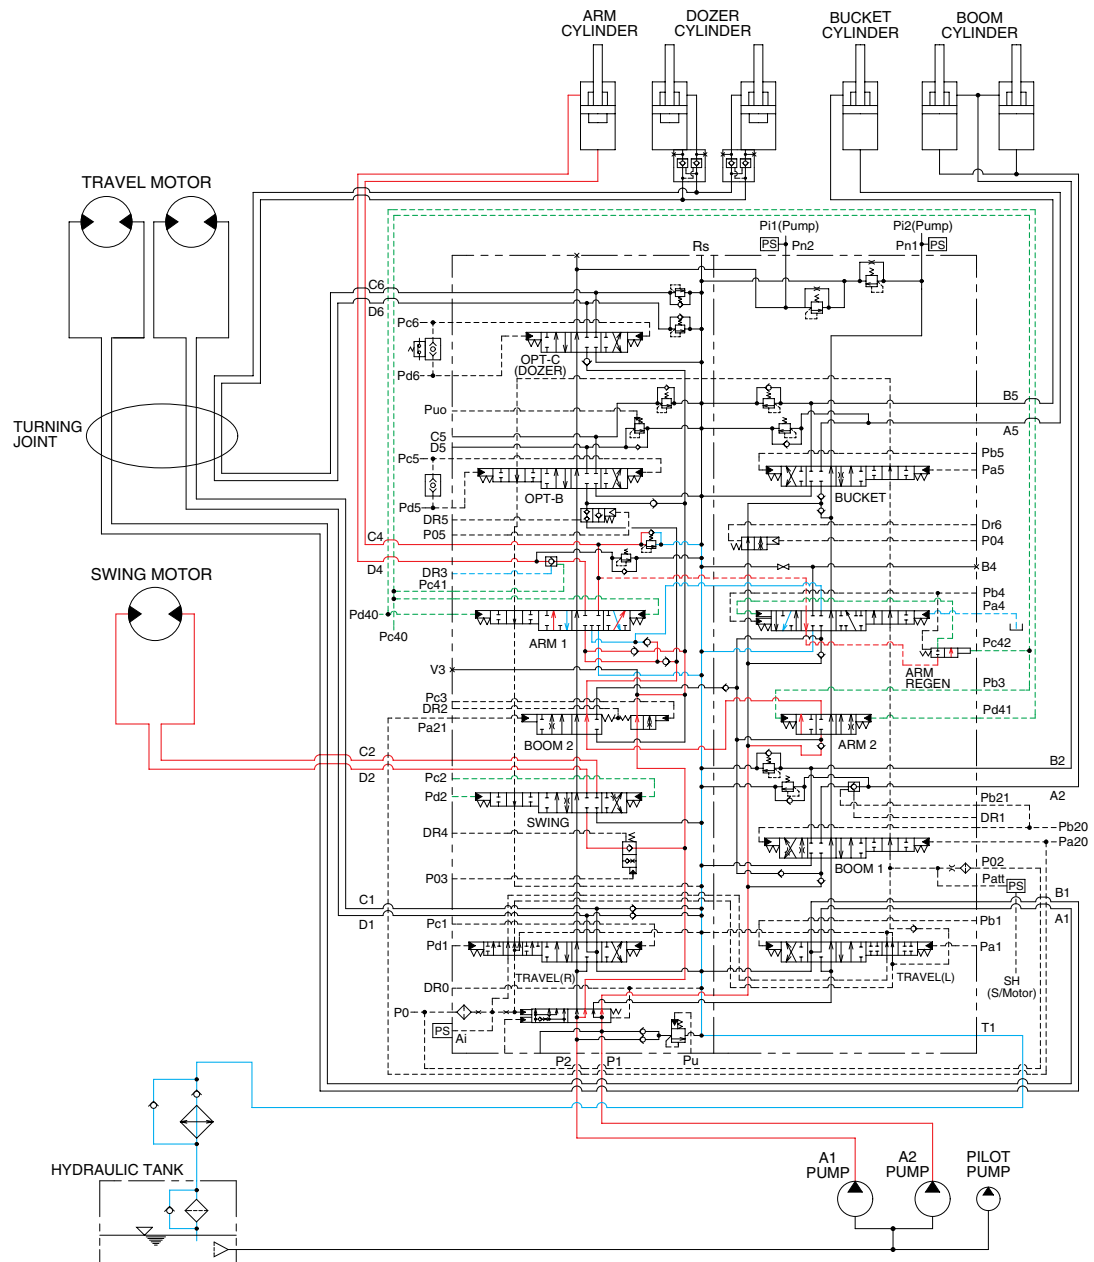 ARM
CYLINDER
DOZER
CYLINDER
BUCKET
CYLINDER
BOOM
CYLINDER
TRAVEL MOTOR
Pi1(Pump)
Pi2(Pump)
PS
Pn2
Pn1
PS
Rs
C6
D6
Pc6
Pd6
OPT-C
(DOZER)
TURNING
JOINT
Puo
C5
D5
Pc5
Pd5
OPT-B
B5
A5
Pb5
Pa5
BUCKET
DR5
P05
Dr6
P04
C4
D4
B4
DR3
Pc41
Pd40
Pc40
ARM 1
Pb4
Pa4
Pc42
ARM
REGEN
SWING MOTOR
V3
Pc3
DR2
Pa21
BOOM 2
Pb3
Pd41
ARM 2
C2
D2
B2
A2
Pc2
Pd2
SWING
Pb21
DR1
Pb20
Pa20
DR4
P03
BOOM 1
P02
Patt
PS
C1
D1
B1
A1
Pc1
Pd1
TRAVEL(R)
Pb1
Pa1
TRAVEL(L)
SH
(S/Motor)
DR0
P0
PS
Ai
T1
P2
P1
Pu
HYDRAULIC TANK
A1
PUMP
A2
PUMP
PILOT
PUMP